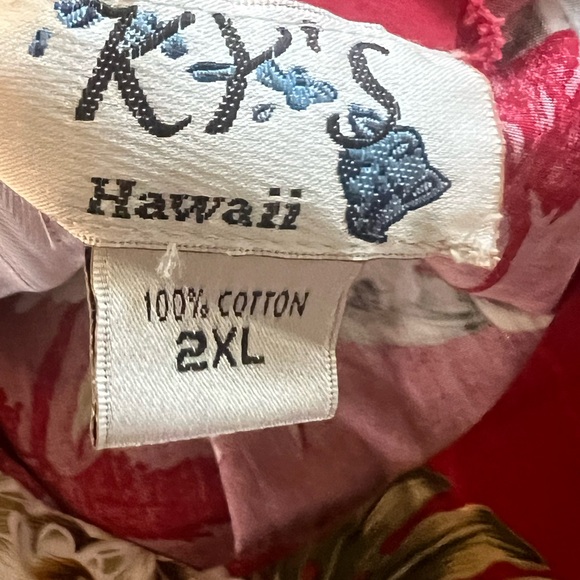 KY'S
Hawaii
100% COTTON
2XL